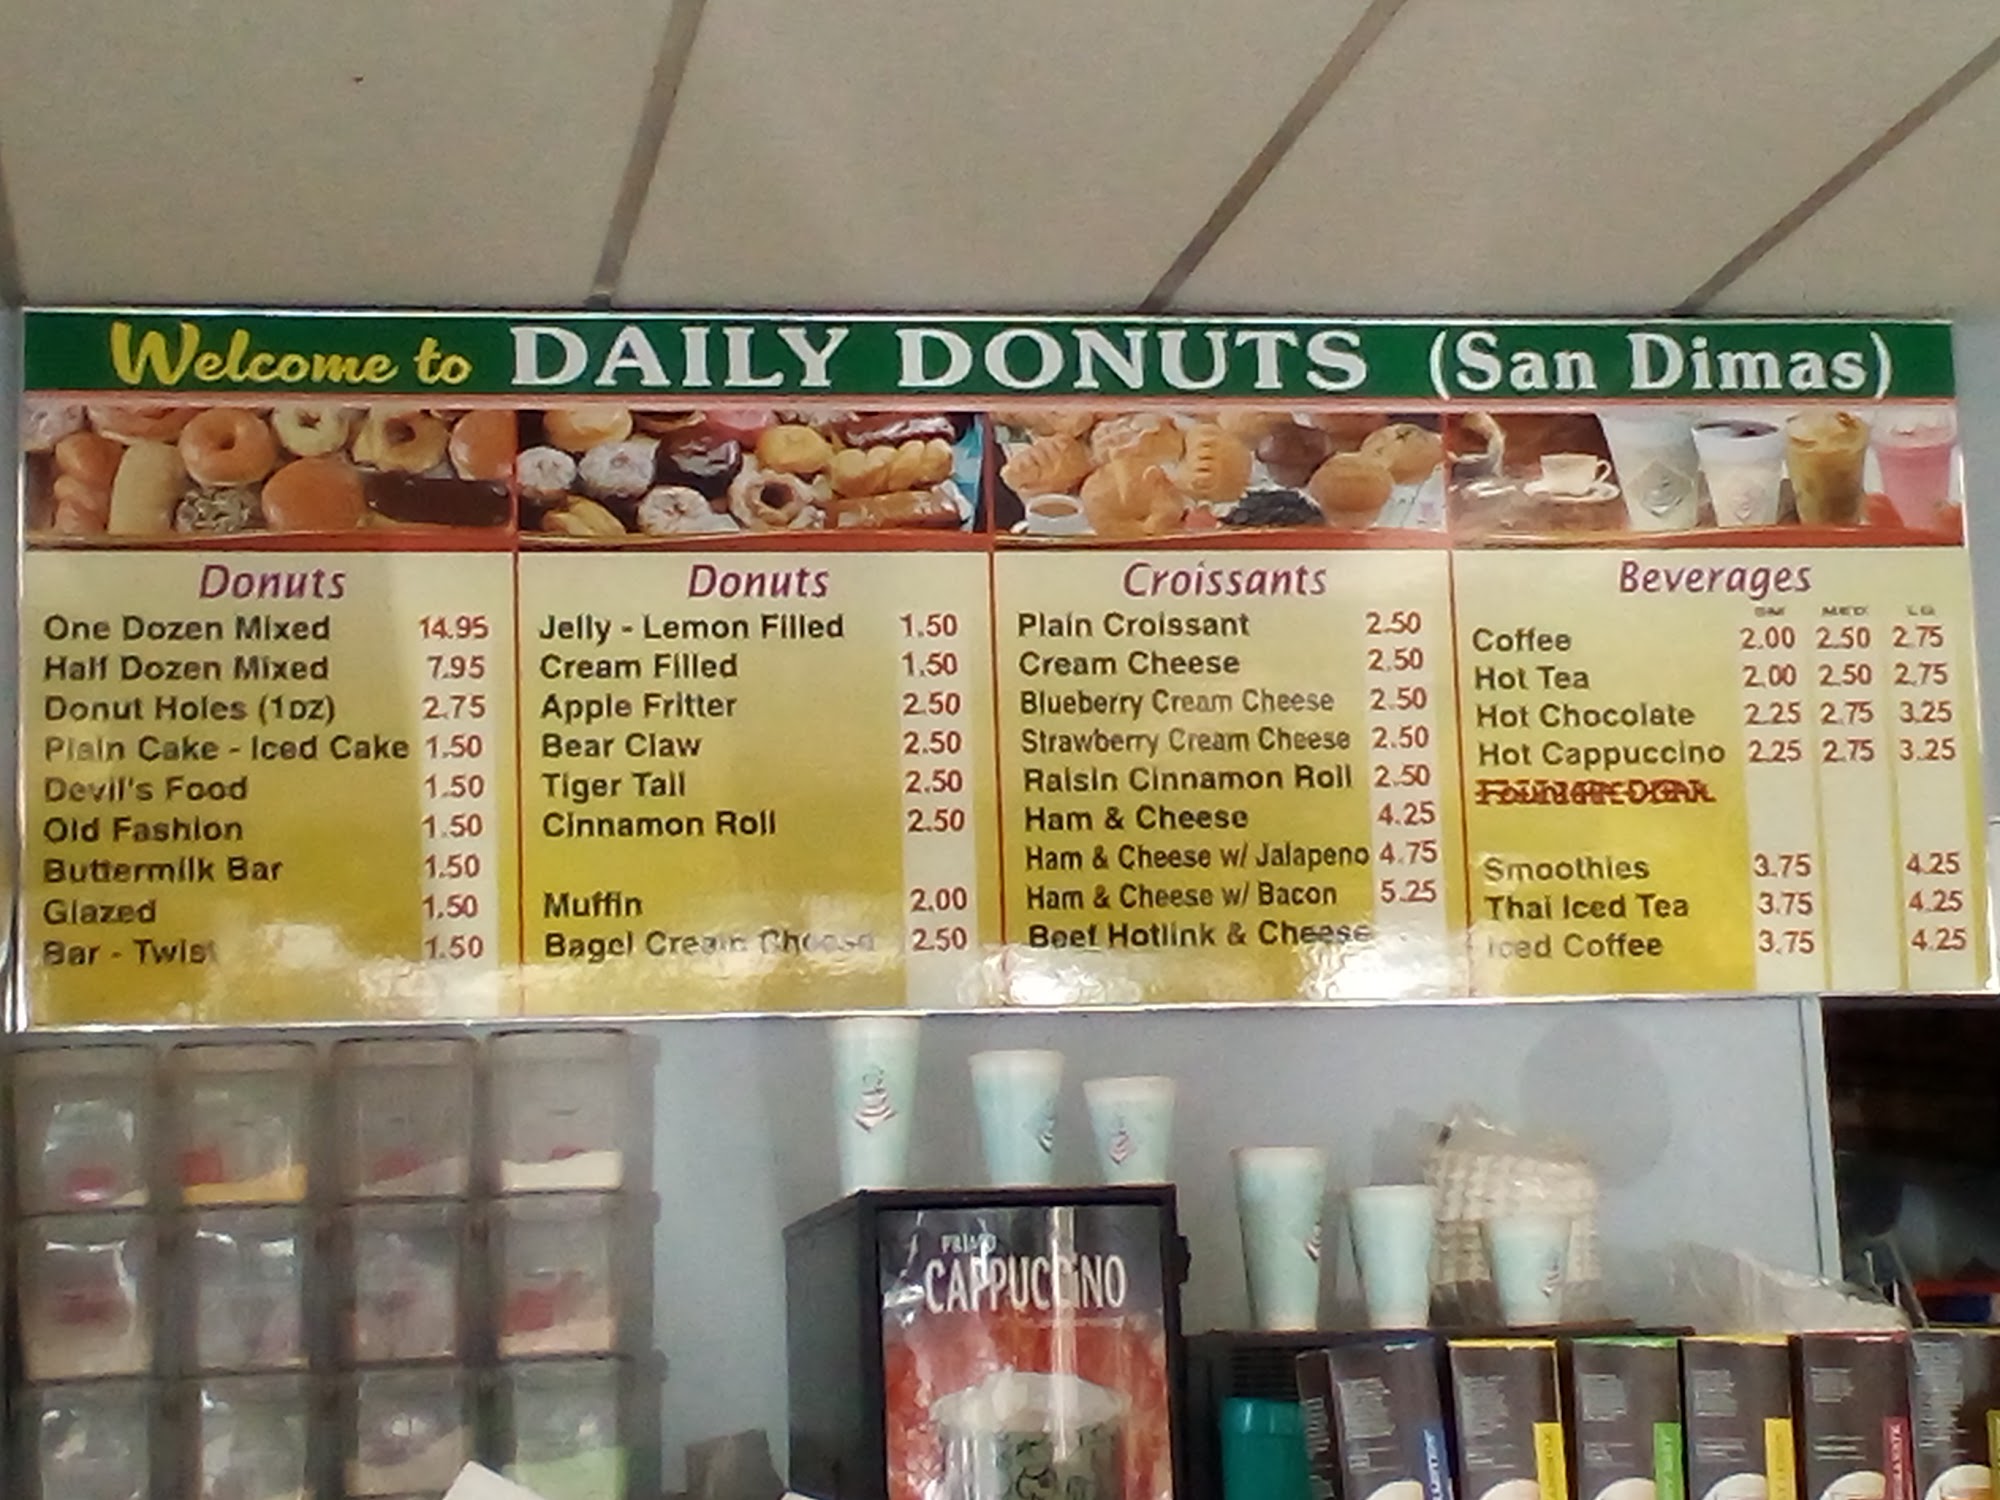 Welcome to DAILY DONUTS (San Dimas)
Donuts
One Dozen Mixed 14.95
Half Dozen Mixed 7.95
Donut Holes (1DZ) 2.75
Plain Cake - Iced Cake 1.50
Devil's Food 1.50
Old Fashion 1.50
Buttermilk Bar 1.50
Glazed 1.50
Bar - Twist 1.50
Donuts
Jelly - Lemon Filled 1.50
Cream Filled 1.50
Apple Fritter 2.50
Bear Claw 2.50
Tiger Tail 2.50
Cinnamon Roll 2.50
Muffin 2.00
Bagel Cream Cheese 2.50
Croissants
Plain Croissant 2.50
Cream Cheese 2.50
Blueberry Cream Cheese 2.50
Strawberry Cream Cheese 2.50
Raisin Cinnamon Roll 2.50
Ham & Cheese 4.25
Ham & Cheese w/ Jalapeno 4.75
Ham & Cheese w/ Bacon 5.25
Beef Hotlink & Cheese
Beverages
SM MED LG
Coffee 2.00 2.50 2.75
Hot Tea 2.00 2.50 2.75
Hot Chocolate 2.25 2.75 3.25
Hot Cappuccino 2.25 2.75 3.25
Smoothies 3.75 4.25
Thai Iced Tea 3.75 4.25
Iced Coffee 3.75 4.25
PRIMO
CAPPUCCINO